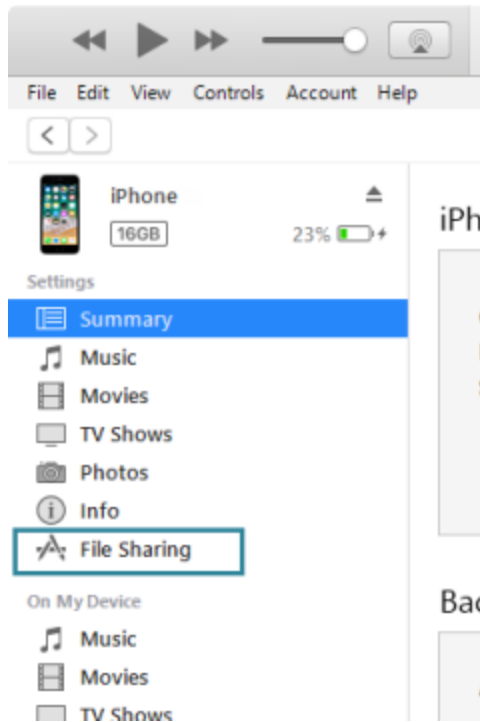 File Edit View Controls Account Help
iPhone
16GB 23%
Settings
Summary
Music
Movies
TV Shows
Photos
Info
File Sharing
On My Device
Music
Movies
TV Shows
iPh
Bac